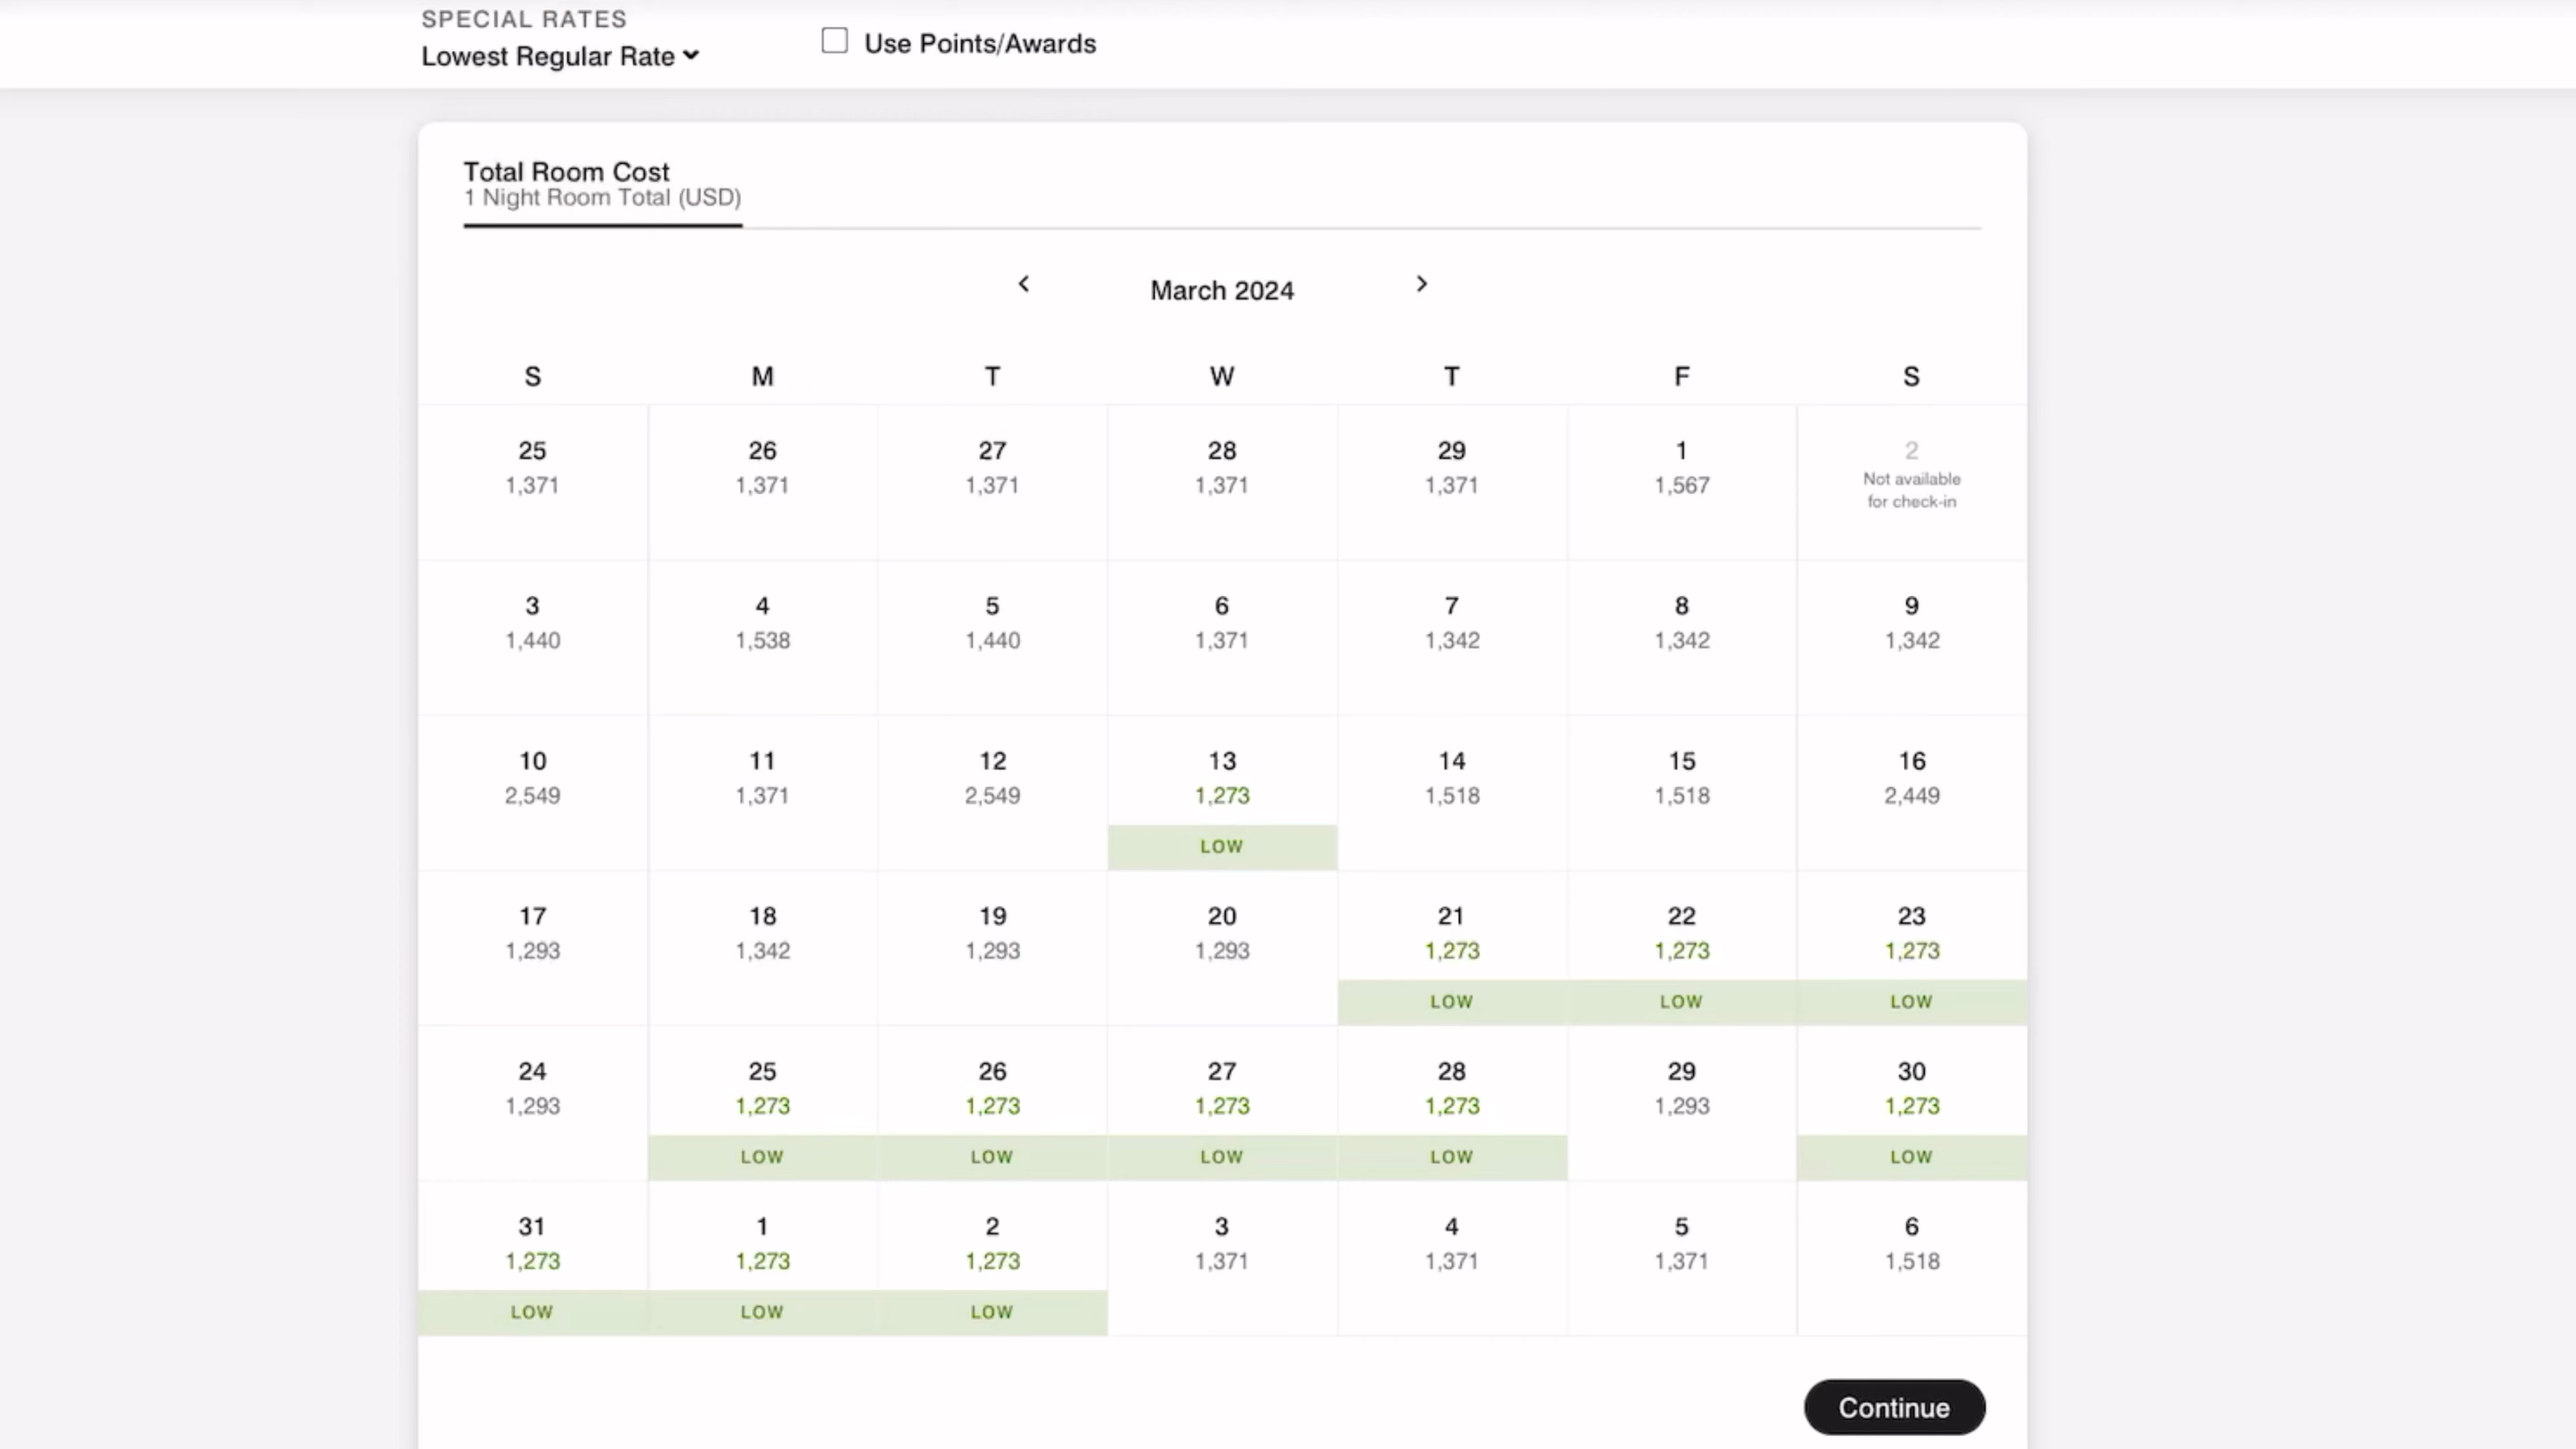 SPECIAL RATES
Lowest Regular Rate
Use Points/Awards
Total Room Cost
1 Night Room Total (USD)
March 2024
S M T W T F S
25 26 27 28 29 1 2
1,371 1,371 1,371 1,371 1,371 1,567 Not available
for check-in
3 4 5 6 7 8 9
1,440 1,538 1,440 1,371 1,342 1,342 1,342
10 11 12 13 14 15 16
2,549 1,371 2,549 1,273 1,518 1,518 2,449
LOW
17 18 19 20 21 22 23
1,293 1,342 1,293 1,293 1,273 1,273 1,273
LOW LOW LOW
24 25 26 27 28 29 30
1,293 1,273 1,273 1,273 1,273 1,293 1,273
LOW LOW LOW LOW LOW
31 1 2 3 4 5 6
1,273 1,273 1,273 1,371 1,371 1,371 1,518
LOW LOW LOW
Continue